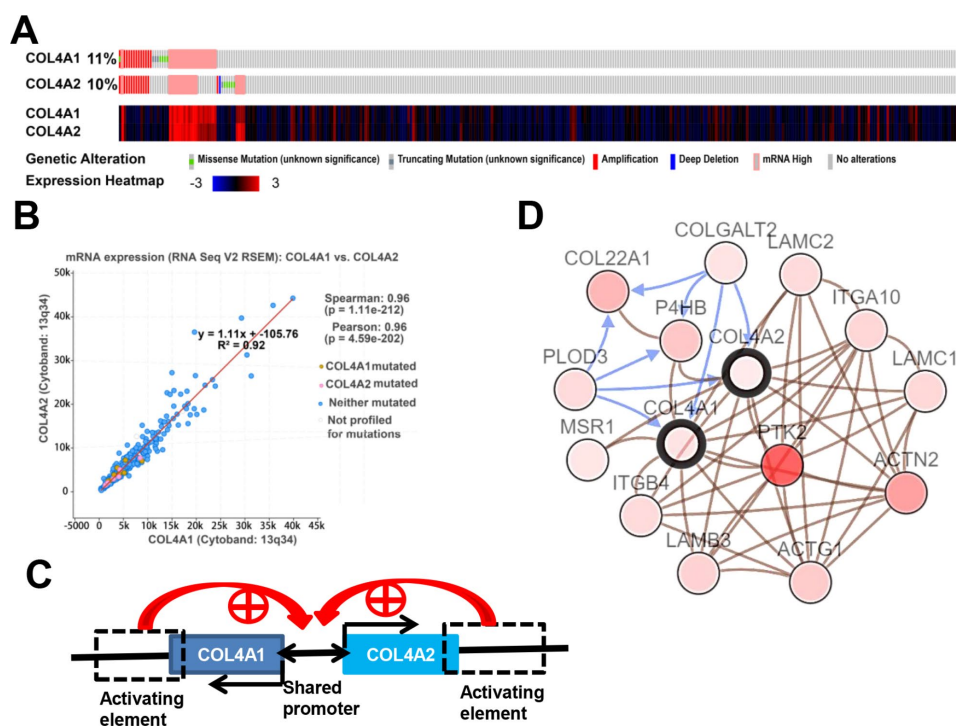 A
COL4A1 11%
COL4A2 10%
COL4A1
COL4A2
Genetic Alteration Missense Mutation (unknown significance) Truncating Mutation (unknown significance) Amplification Deep Deletion mRNA High No alterations
Expression Heatmap -3 3
B
mRNA expression (RNA Seq V2 RSEM): COL4A1 vs. COL4A2
50k
40k
30k
20k
10k
0
COL4A2 (Cytoband: 13q34)
y = 1.11x + -105.76
R² = 0.92
Spearman: 0.96
(p = 1.11e-212)
Pearson: 0.96
(p = 4.59e-202)
COL4A1 mutated
COL4A2 mutated
Neither mutated
Not profiled
for mutations
-5000 0 5k 10k 15k 20k 25k 30k 35k 40k 45k
COL4A1 (Cytoband: 13q34)
C
COL4A1
COL4A2
Activating
element
Shared
promoter
Activating
element
D
COLGALT2
LAMC2
COL22A1
ITGA10
P4HB
COL4A2
PLOD3
LAMC1
COL4A1
MSR1
PTK2
ACTN2
ITGB4
LAMB3
ACTG1